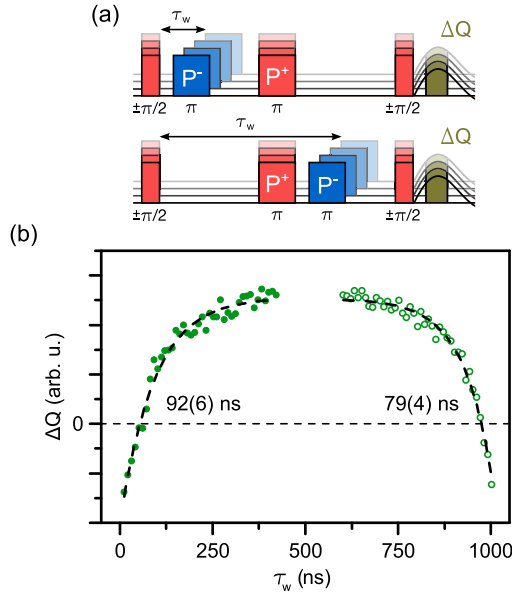 (a)
τw
ΔQ
P⁻
P⁺
±π/2
π
π
±π/2
τw
ΔQ
P⁺
P⁻
±π/2
π
π
±π/2
(b)
ΔQ (arb. u.)
0
92(6) ns
79(4) ns
0
250
500
750
1000
τw (ns)